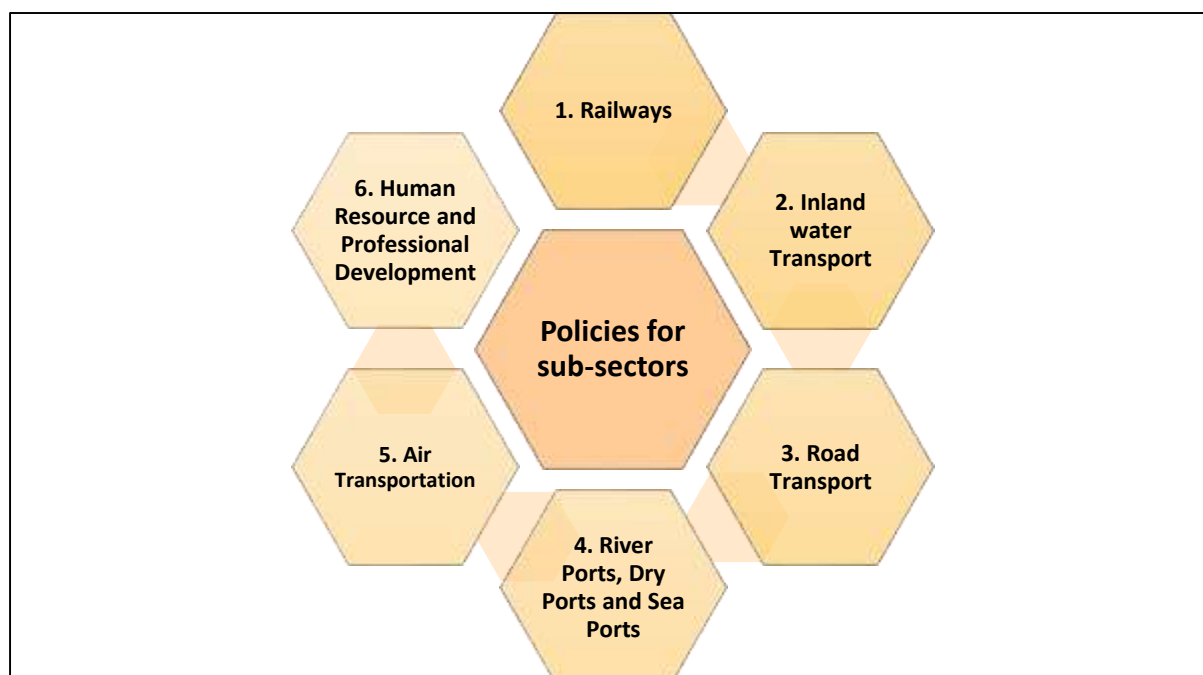 1. Railways
2. Inland
water
Transport
3. Road
Transport
4. River
Ports, Dry
Ports and Sea
Ports
5. Air
Transportation
6. Human
Resource and
Professional
Development
Policies for
sub-sectors